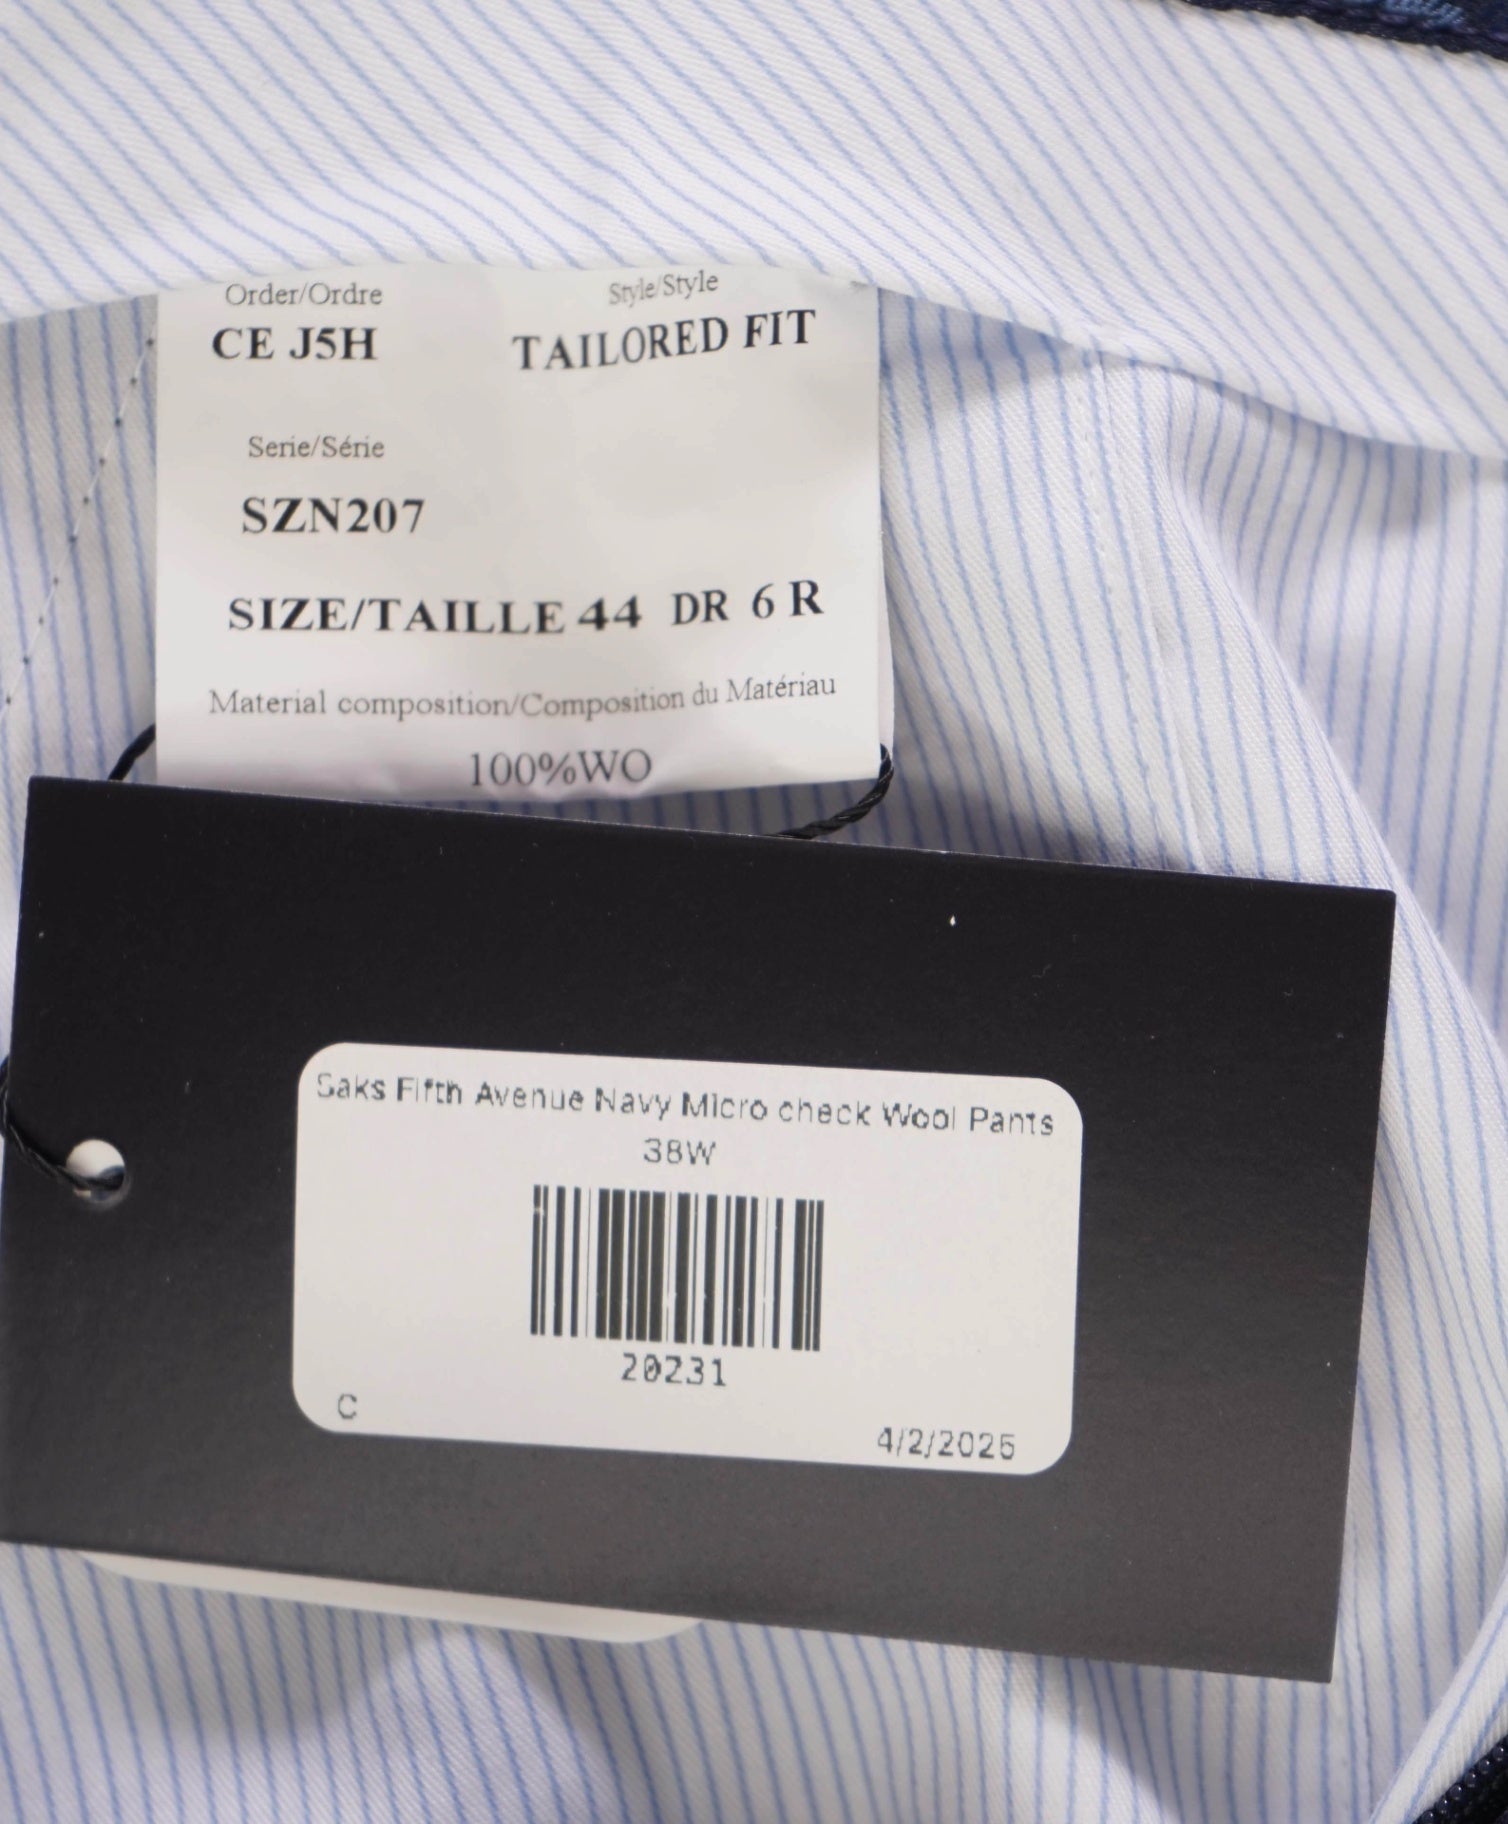 Order/Ordre Style/Style
CE J5H TAILORED FIT
Serie/Série
SZN207
SIZE/TAILLE 44 DR 6 R
Material composition/Composition du Matériau
100%WO
Saks Fifth Avenue Navy Micro check Wool Pants
38W
20231
C
4/2/2025